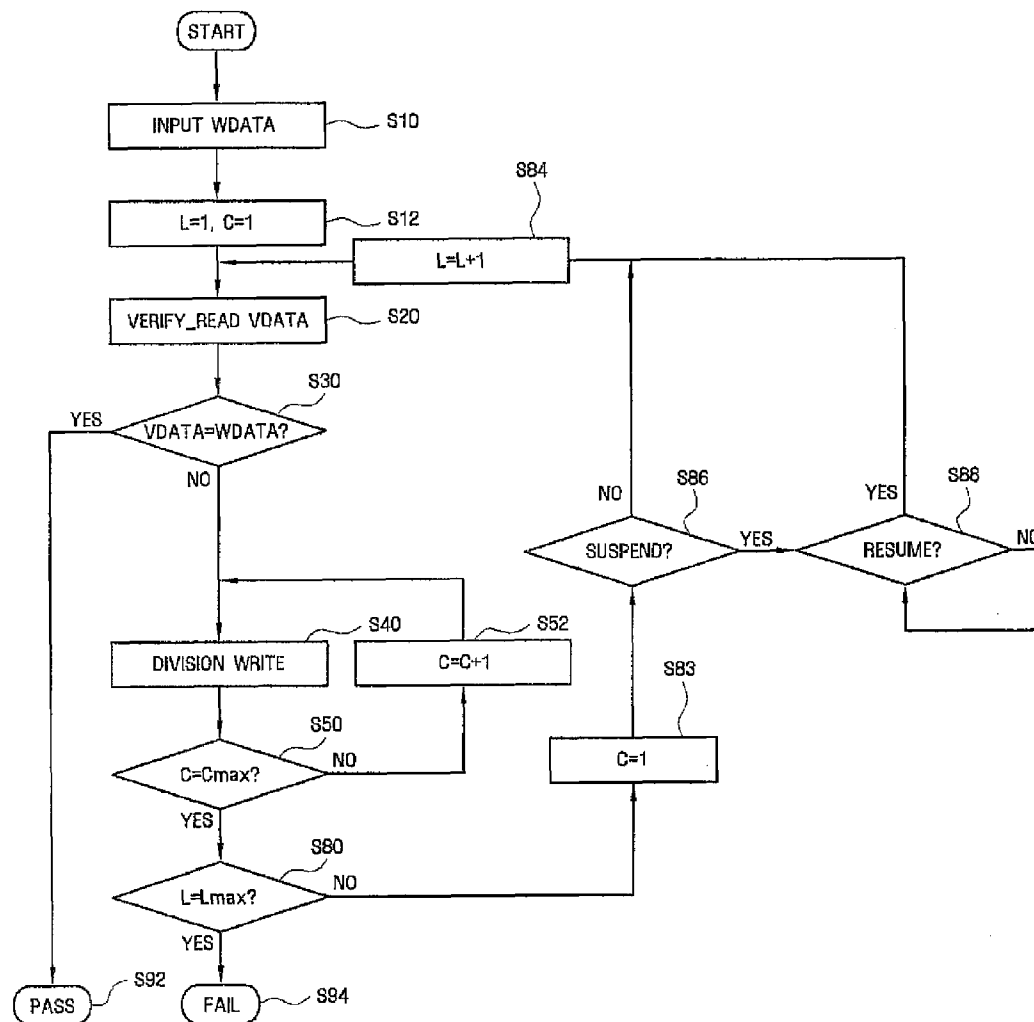 START
INPUT WDATA
S10
S84
L=1, C=1
S12
L=L+1
VERIFY_READ VDATA
S20
S30
YES
VDATA=WDATA?
NO
S86
S88
NO
YES
SUSPEND?
YES
RESUME?
NO
S40
S52
DIVISION WRITE
C=C+1
S83
S50
C=Cmax?
NO
C=1
YES
S80
L=Lmax?
NO
YES
S92
S94
PASS
FAIL